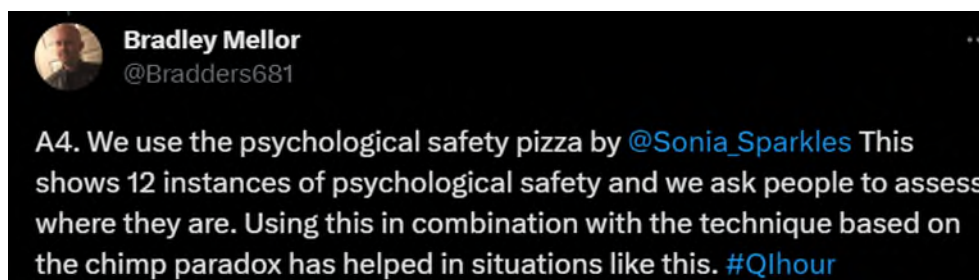 Bradley Mellor
@Bradders681
A4. We use the psychological safety pizza by @Sonia_Sparkles This
shows 12 instances of psychological safety and we ask people to assess
where they are. Using this in combination with the technique based on
the chimp paradox has helped in situations like this. #QIhour